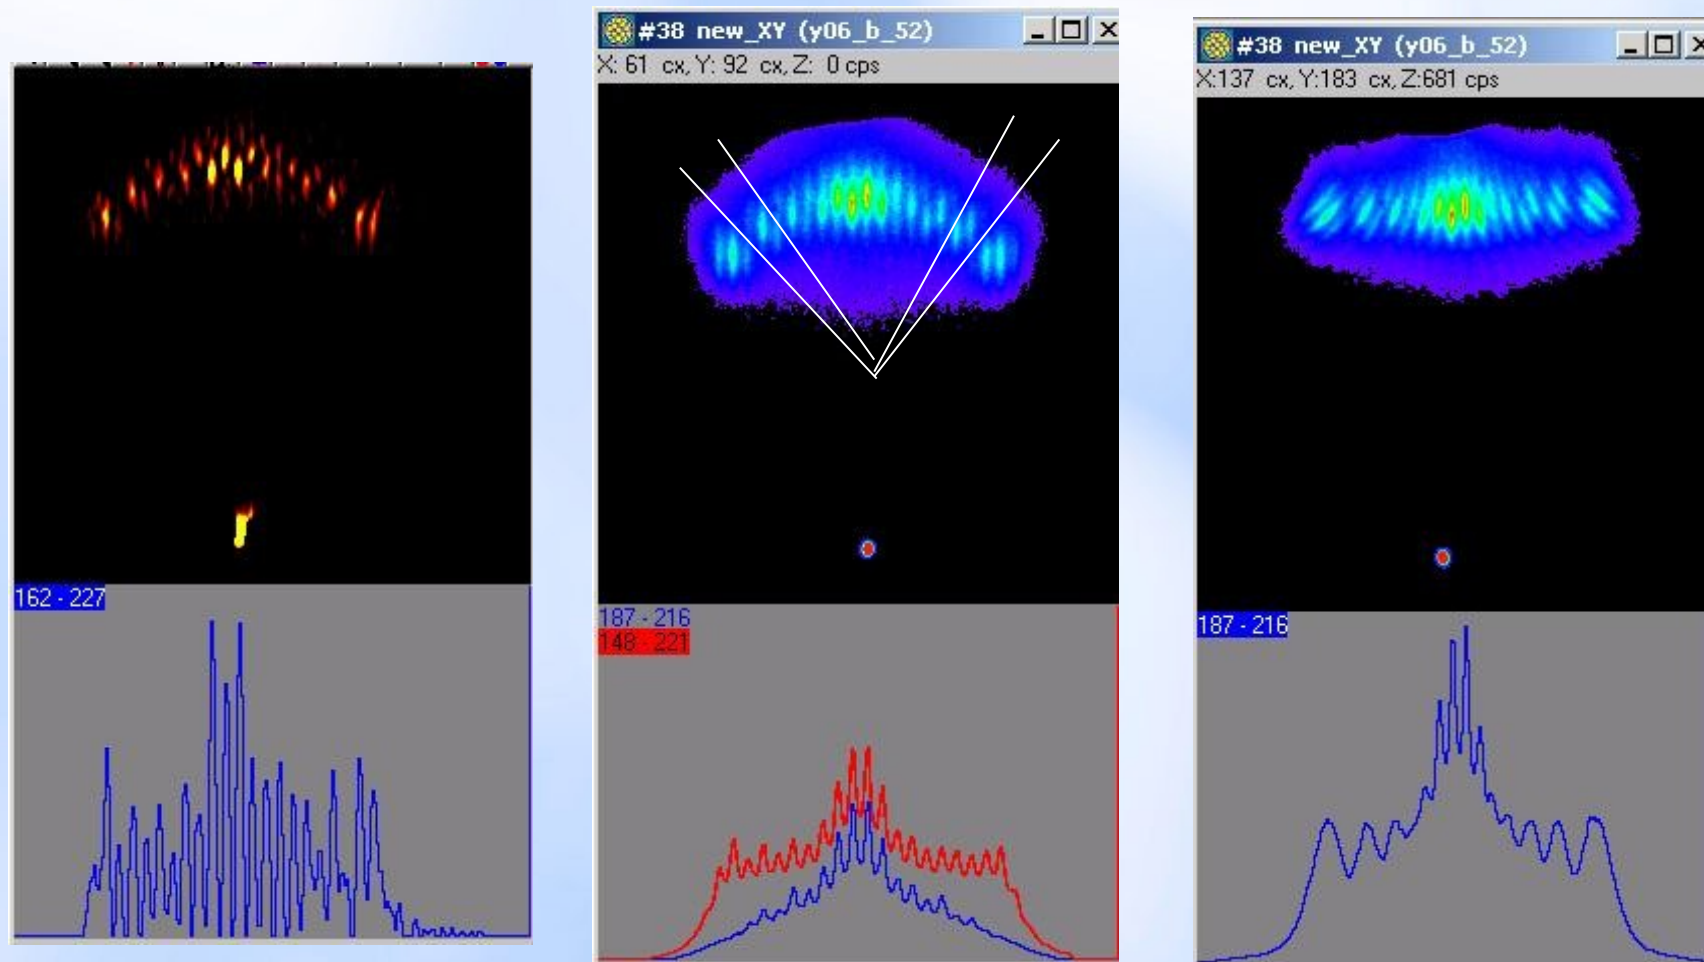 162 - 227
#38 new_XY (y06_b_52)
X: 61 cx, Y: 92 cx, Z: 0 cps
187 - 216
148 - 221
#38 new_XY (y06_b_52)
X:137 cx, Y:183 cx, Z:681 cps
187 - 216